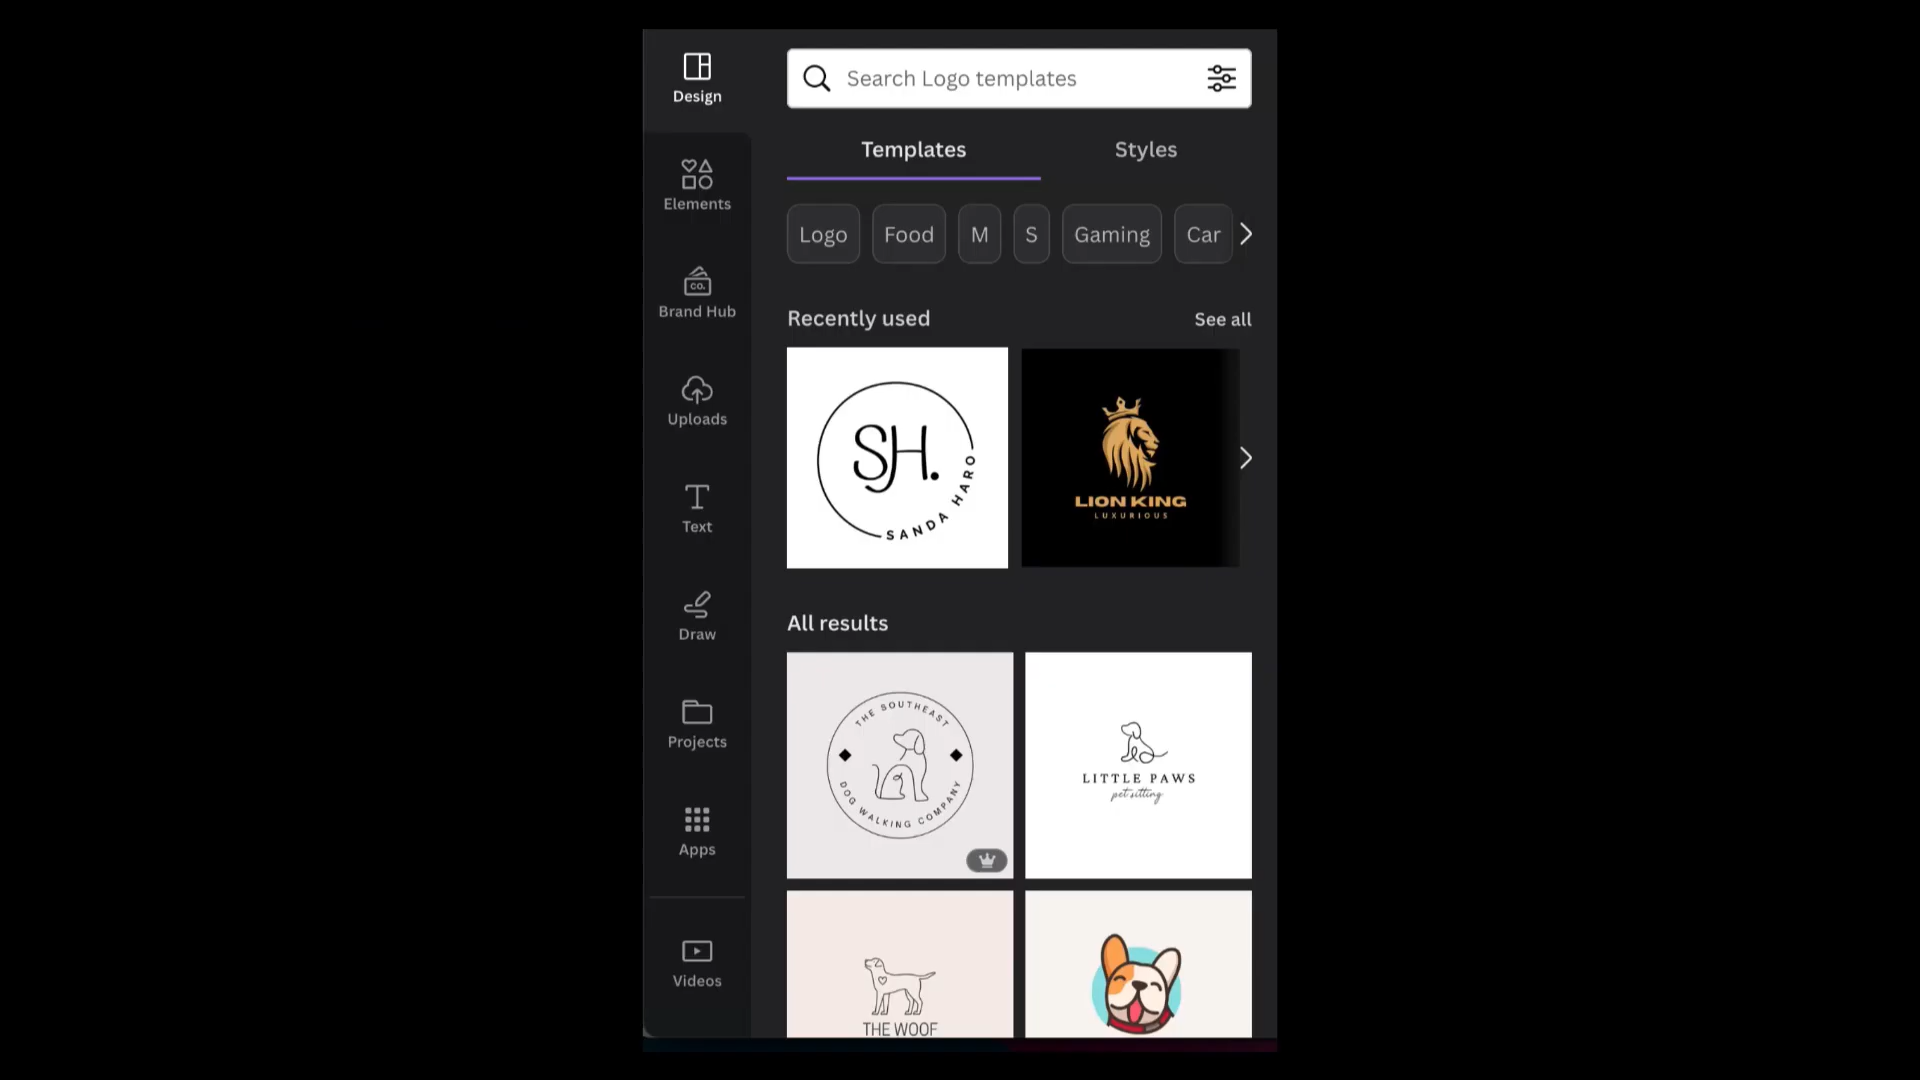 Design
Search Logo templates
Templates Styles
Elements
Logo Food M S Gaming Car
Brand Hub
CO.
Recently used See all
Uploads
SH.
SANDA HARO
LION KING
LUXURIOUS
Text
Draw
All results
Projects
THE SOUTHEAST
DOG WALKING COMPANY
LITTLE PAWS
pet sitting
Apps
Videos
THE WOOF